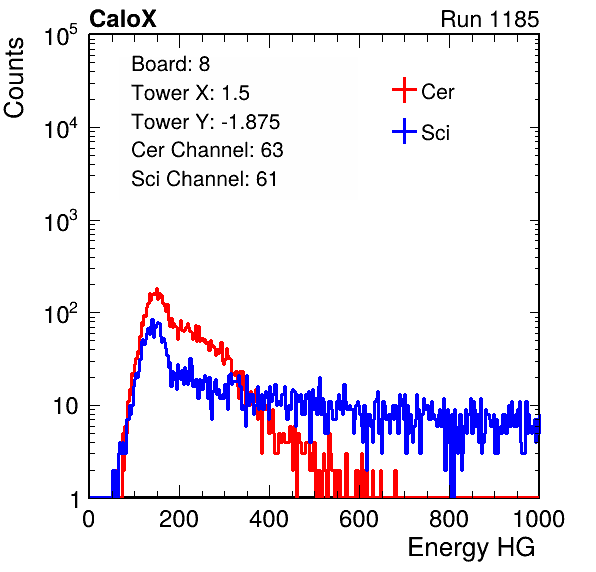 CaloX Run 1185
Board: 8
Tower X: 1.5
Tower Y: -1.875
Cer Channel: 63
Sci Channel: 61
Cer
Sci
Counts
10^5
10^4
10^3
10^2
10
1
0 200 400 600 800 1000
Energy HG